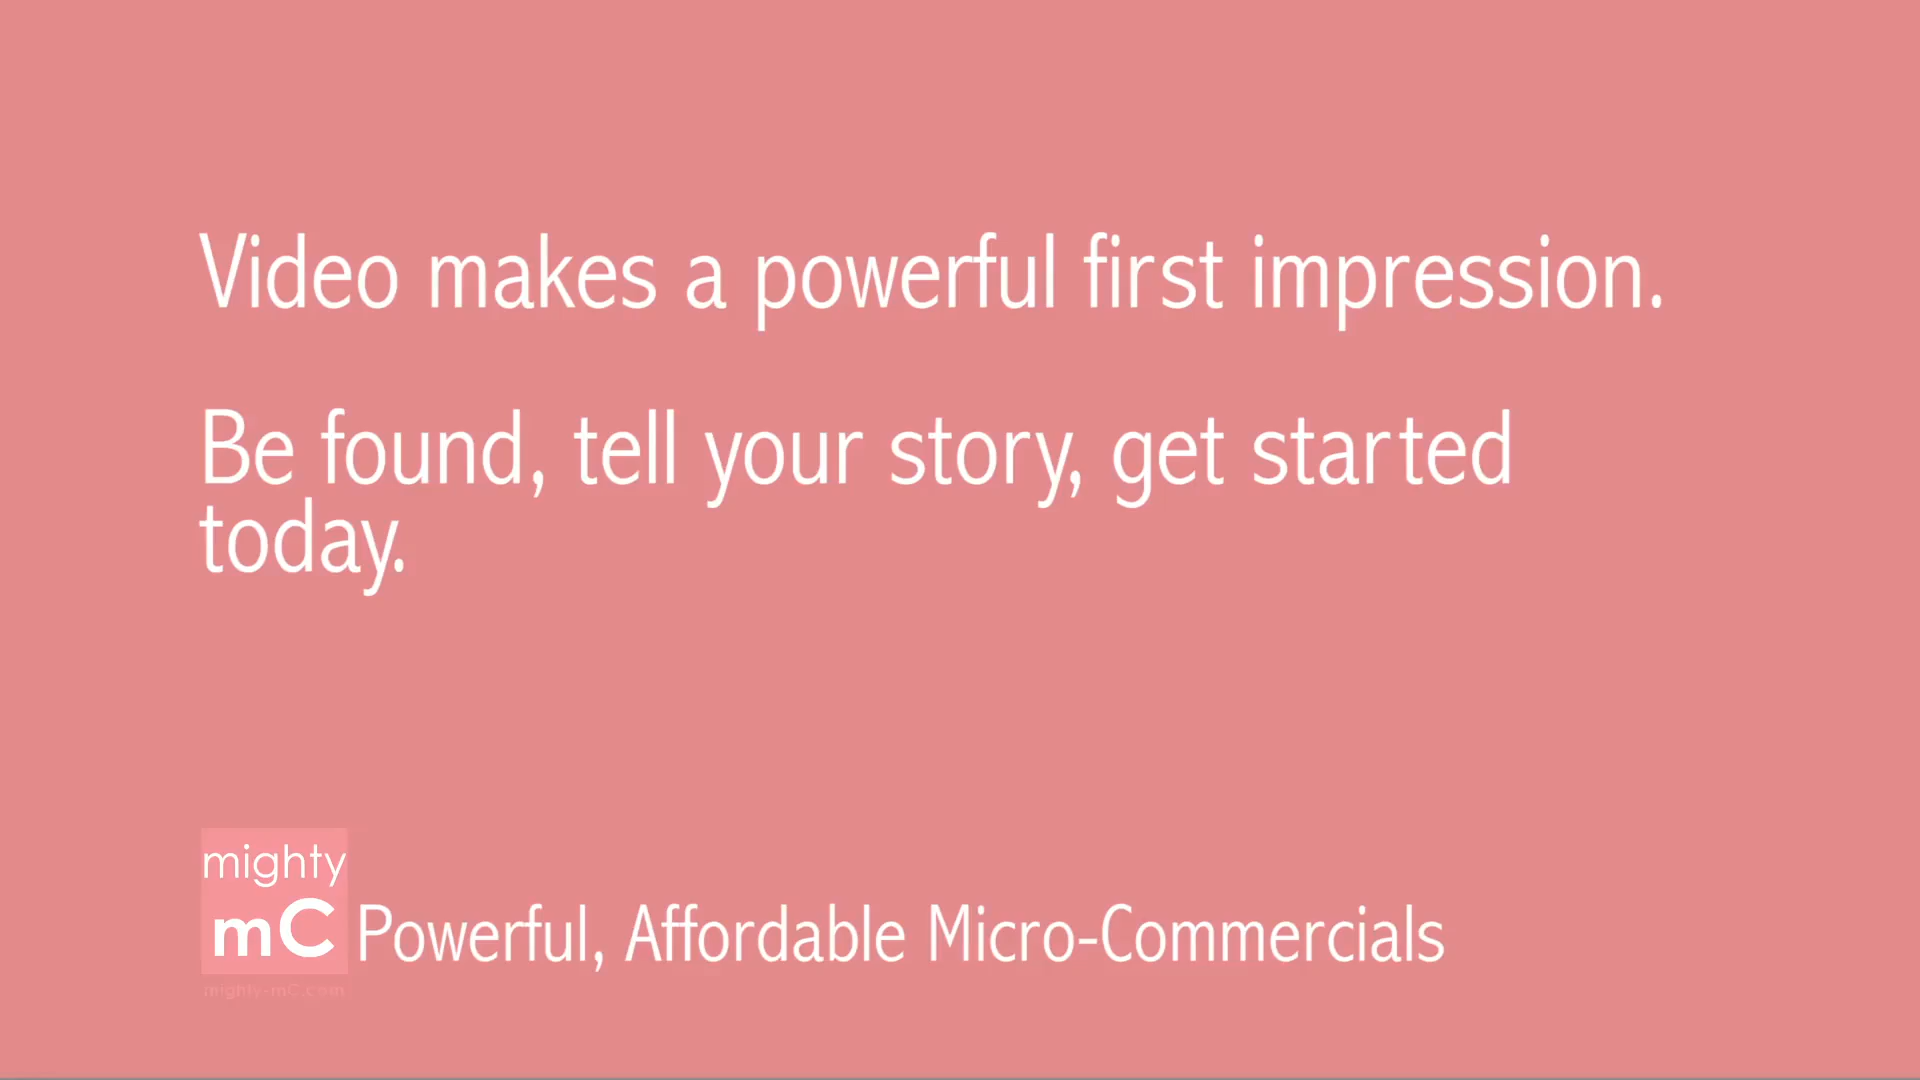 Video makes a powerful first impression.
Be found, tell your story, get started
today.
mighty
mC
Powerful, Affordable Micro-Commercials
mighty-mC.com